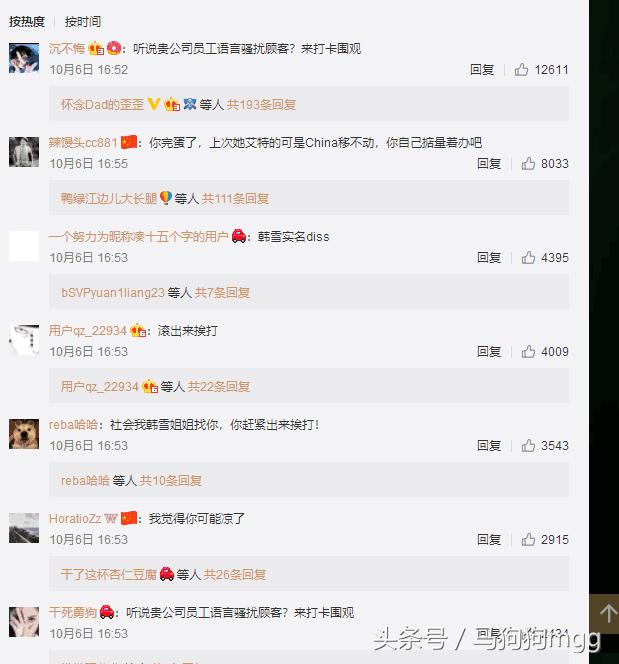 按热度 按时间
沉不悔：听说贵公司员工语言骚扰顾客？来打卡围观
10月6日 16:52 回复 12611
怀念Dad的歪歪 等人 共193条回复
辣馒头cc881：你完蛋了，上次她艾特的可是China移不动，你自己掂量着办吧
10月6日 16:55 回复 8033
鸭绿江边儿大长腿 等人 共111条回复
一个努力为昵称凑十五个字的用户：韩雪实名diss
10月6日 16:53 回复 4395
bSVPyuan1liang23 等人 共7条回复
用户qz_22934：滚出来挨打
10月6日 16:53 回复 4009
用户qz_22934 等人 共22条回复
reba哈哈：社会我韩雪姐姐找你，你赶紧出来挨打！
10月6日 16:53 回复 3543
reba哈哈 等人 共10条回复
HoratioZz：我觉得你可能凉了
10月6日 16:53 回复 2915
干了这杯杏仁豆腐 等人 共26条回复
干死勇狗：听说贵公司员工语言骚扰顾客？来打卡围观
10月6日 16:53 回复
头条号 / 马狗狗mgg